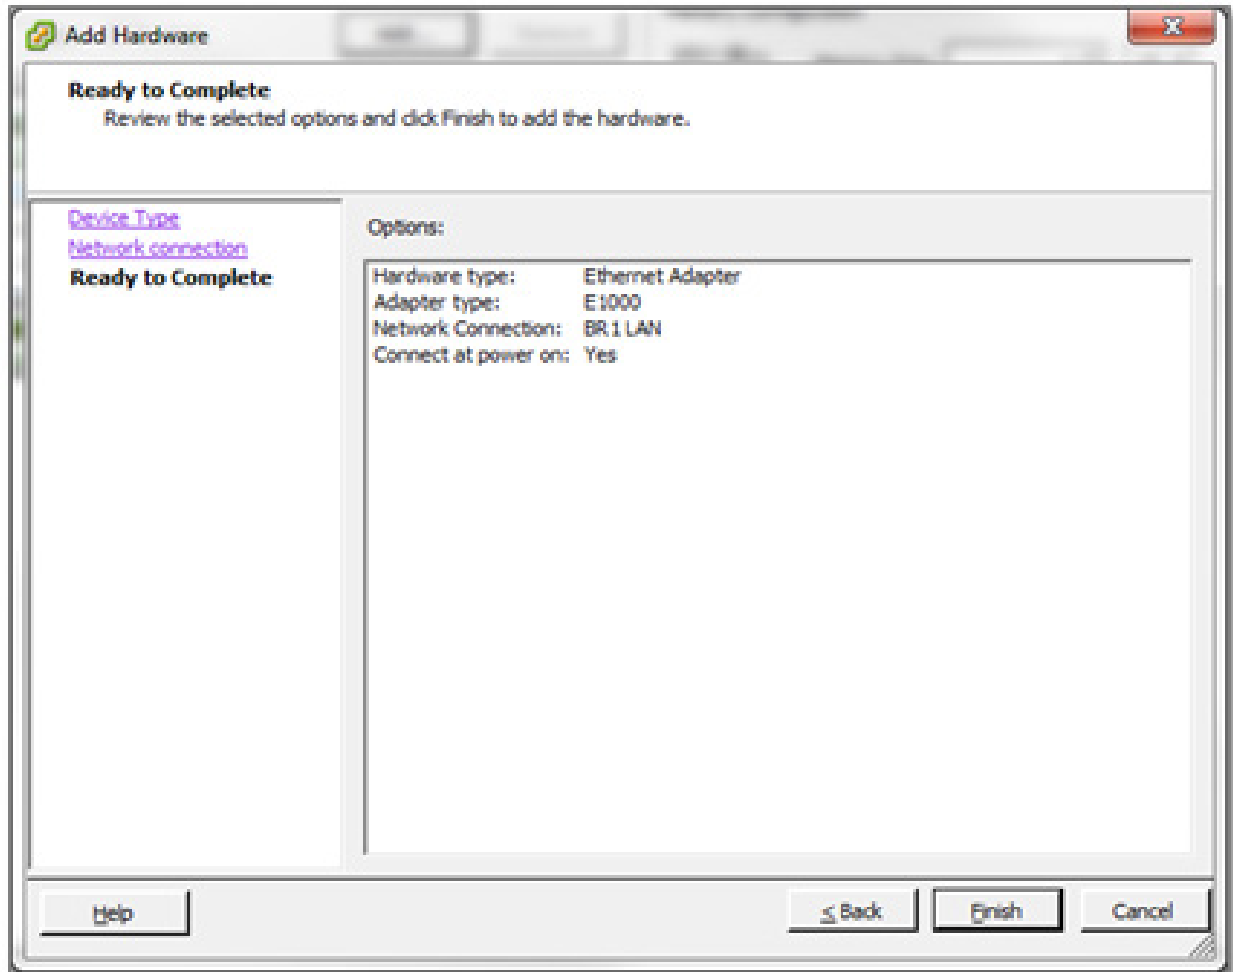 Add Hardware
Ready to Complete
Review the selected options and click Finish to add the hardware.
Device Type
Network connection
Ready to Complete
Options:
Hardware type: Ethernet Adapter
Adapter type: E1000
Network Connection: BR1 LAN
Connect at power on: Yes
Help
≤ Back
Finish
Cancel